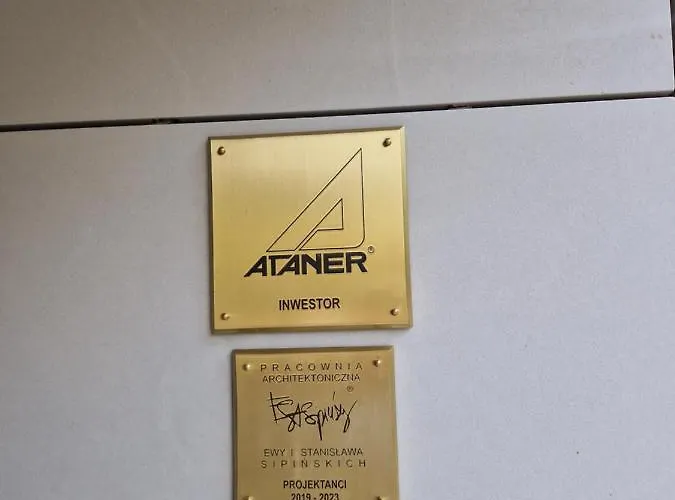 ATANER®
INWESTOR
PRACOWNIA
ARCHITEKTONICZNA
®
EWY I STANISŁAWA
SIPIŃSKICH
PROJEKTANCI
2019 - 2023